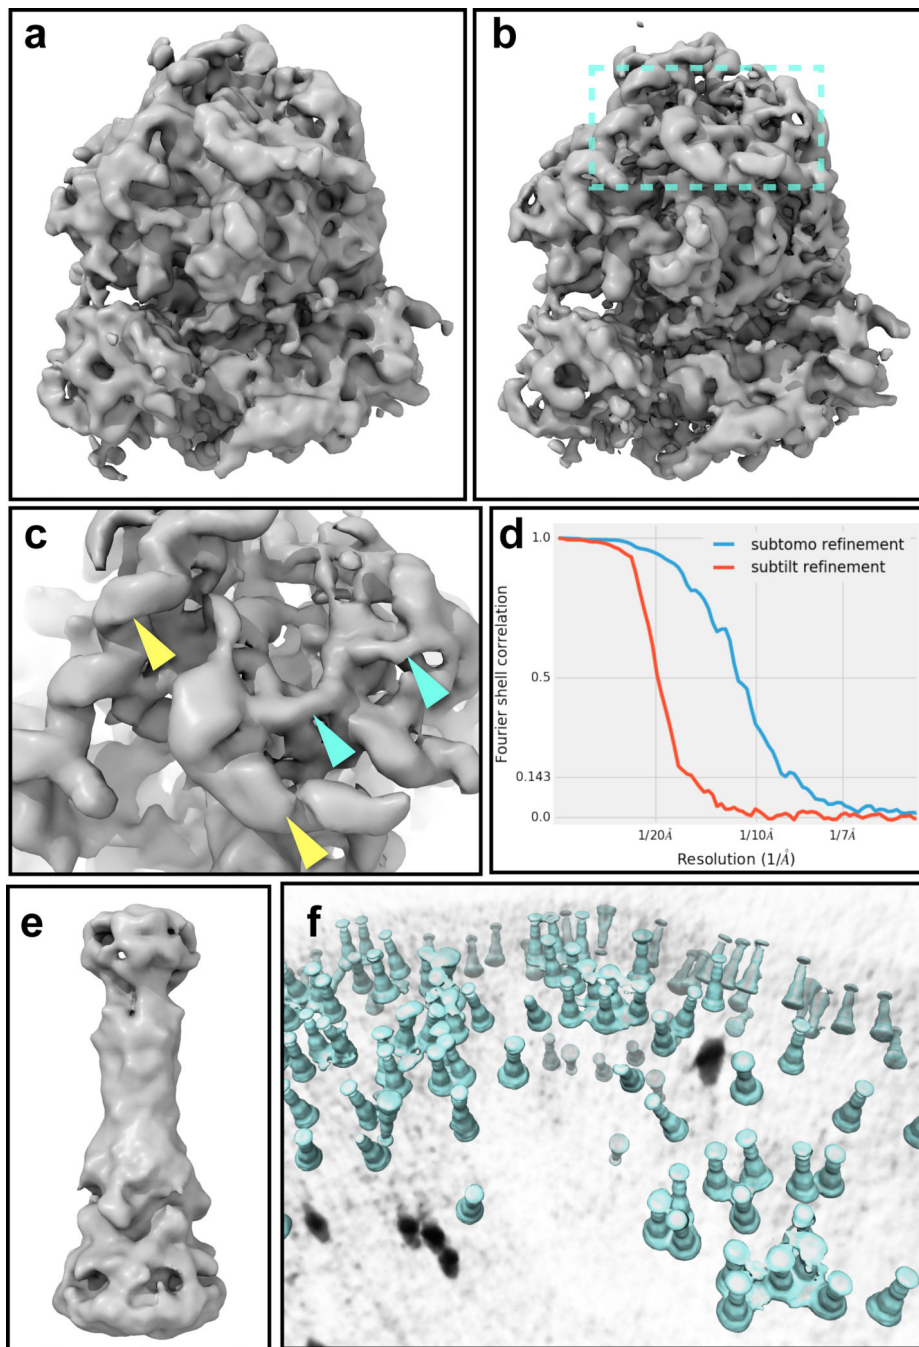 a
b
c
d
1.0
subtomo refinement
subtilt refinement
Fourier shell correlation
0.5
0.143
0.0
1/20Å
1/10Å
1/7Å
Resolution (1/Å)
e
f